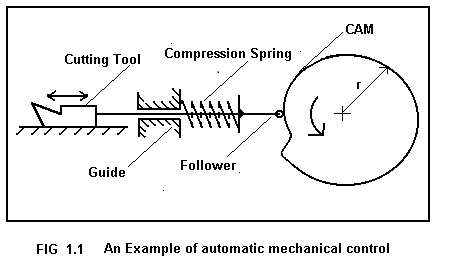 CAM
Compression Spring
Cutting Tool
r
Follower
Guide
FIG 1.1 An Example of automatic mechanical control